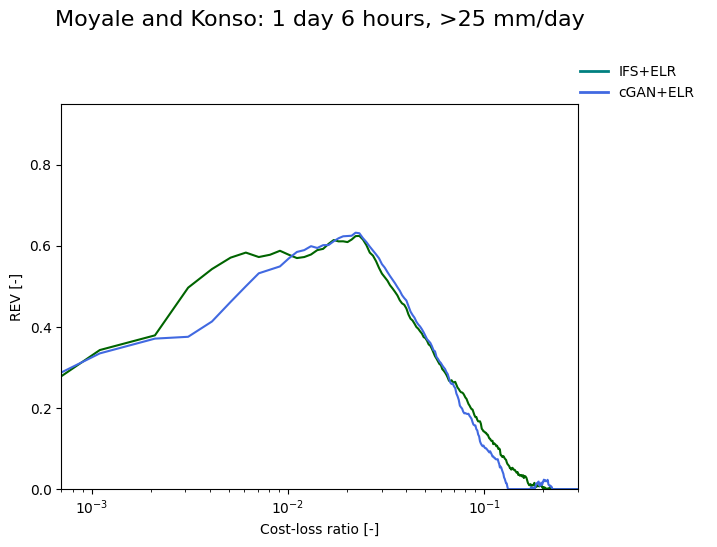 Moyale and Konso: 1 day 6 hours, >25 mm/day
IFS+ELR
cGAN+ELR
0.8
0.6
0.4
0.2
0.0
REV [-]
10⁻³
10⁻²
10⁻¹
Cost-loss ratio [-]